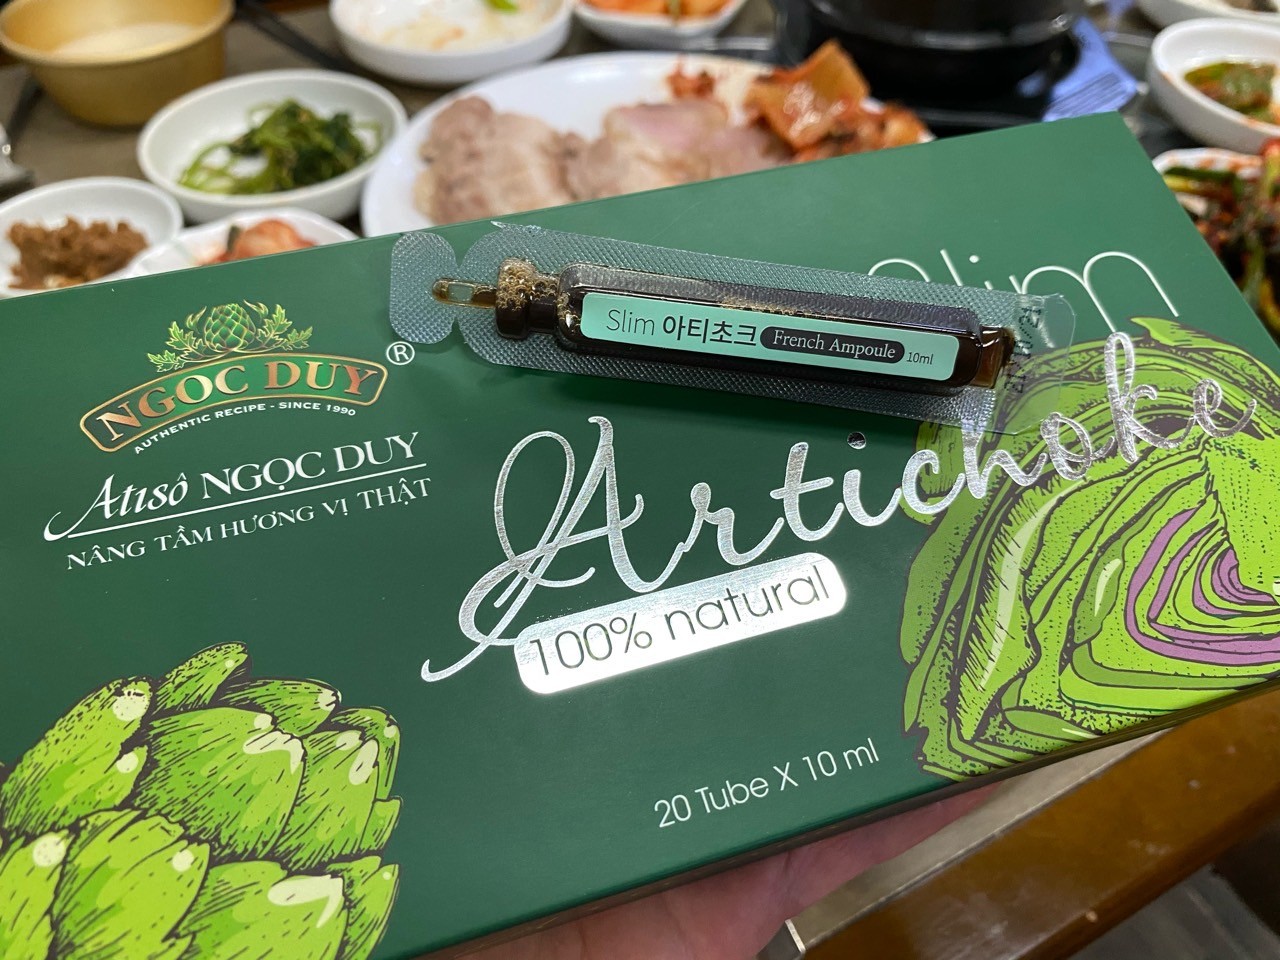 Slim
NGOC DUY®
AUTHENTIC RECIPE - SINCE 1990
Atisô NGỌC DUY
NÂNG TẦM HƯƠNG VỊ THẬT
Slim 아티초크 French Ampoule 10ml
Artichoke
100% natural
20 Tube X 10 ml